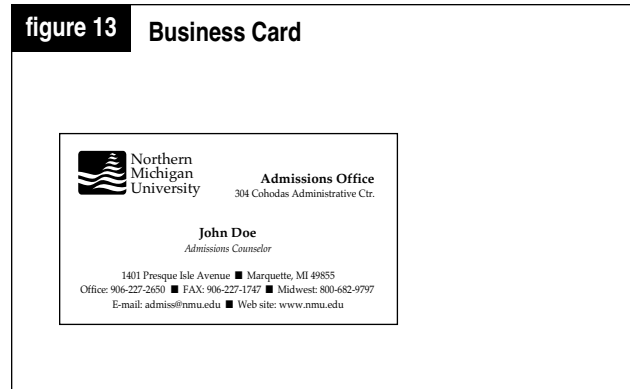 figure 13 Business Card
Northern
Michigan
University
Admissions Office
304 Cohodas Administrative Ctr.
John Doe
Admissions Counselor
1401 Presque Isle Avenue ■ Marquette, MI 49855
Office: 906-227-2650 ■ FAX: 906-227-1747 ■ Midwest: 800-682-9797
E-mail: admiss@nmu.edu ■ Web site: www.nmu.edu